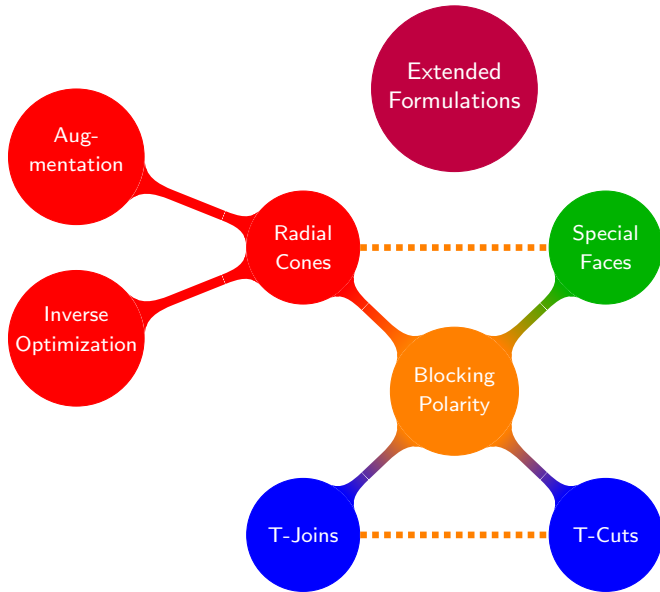 Extended
Formulations
Aug-
mentation
Radial
Cones
Special
Faces
Inverse
Optimization
Blocking
Polarity
T-Joins
T-Cuts